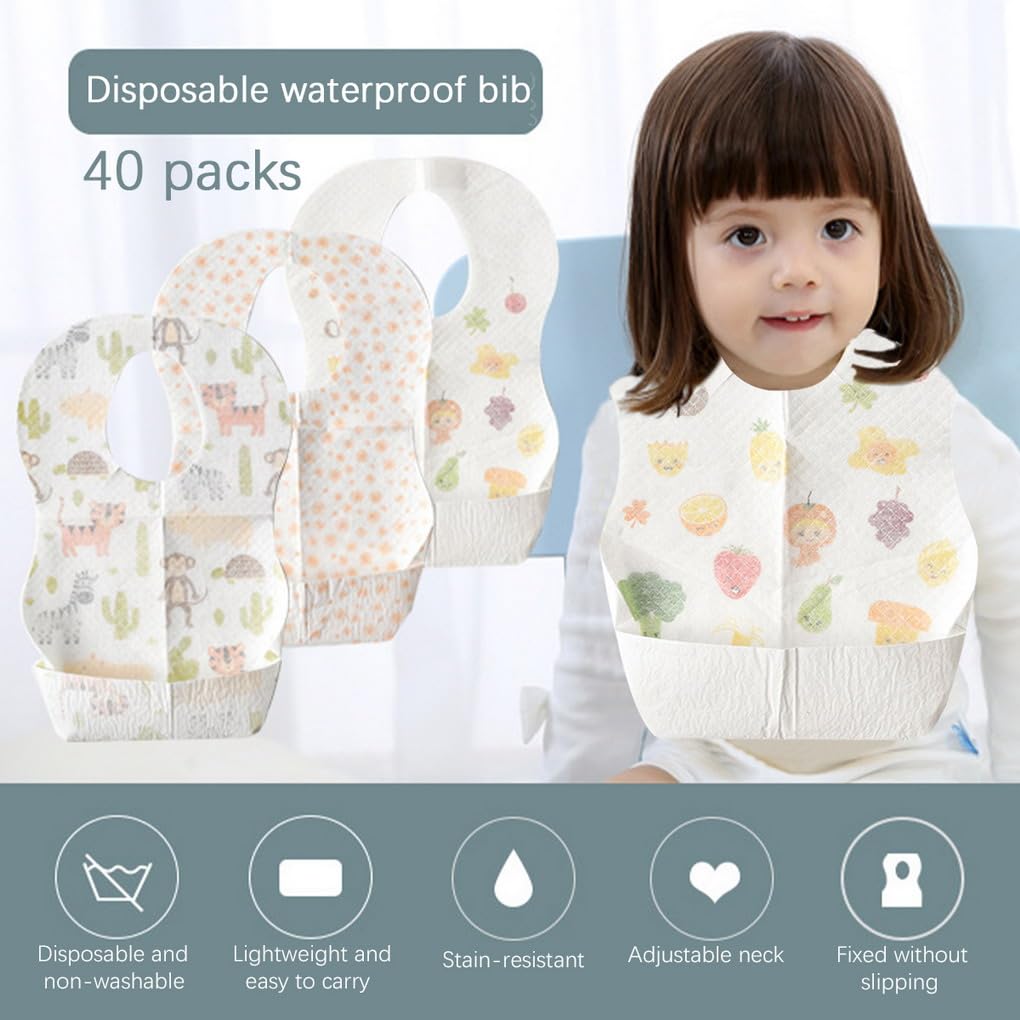 Disposable waterproof bib
40 packs
Disposable and
non-washable
Lightweight and
easy to carry
Stain-resistant
Adjustable neck
Fixed without
slipping